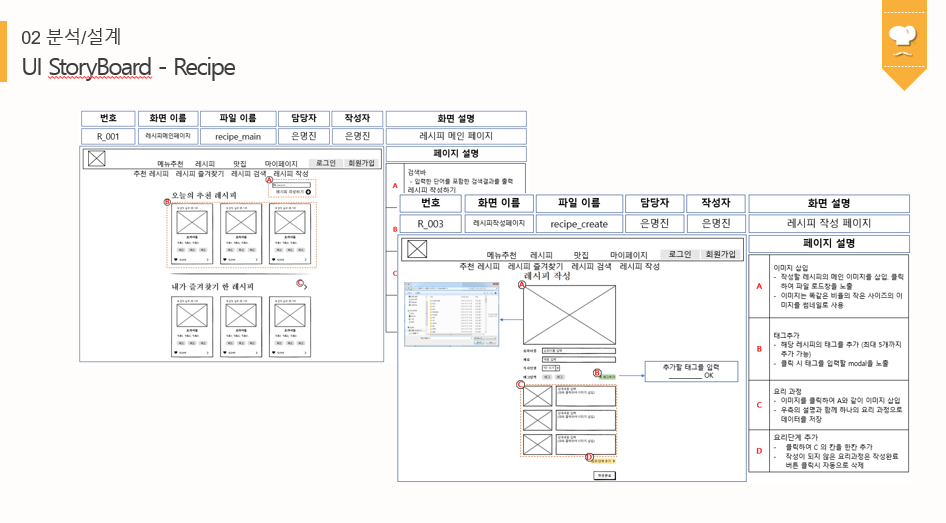 02 분석/설계
UI StoryBoard - Recipe
번호 화면 이름 파일 이름 담당자 작성자 화면 설명
R_001 레시피메인페이지 recipe_main 은명진 은명진 레시피 메인 페이지
페이지 설명
메뉴추천 레시피 맛집 마이페이지 로그인 회원가입
추천 레시피 레시피 즐겨찾기 레시피 검색 레시피 작성
A
레시피 작성하기
오늘의 추천 레시피
B
내가 즐겨찾기 한 레시피
C
A
검색바
- 입력한 단어를 포함한 검색결과를 출력
레시피 작성하기
B
C
번호 화면 이름 파일 이름 담당자 작성자 화면 설명
R_003 레시피작성페이지 recipe_create 은명진 은명진 레시피 작성 페이지
페이지 설명
메뉴추천 레시피 맛집 마이페이지 로그인 회원가입
추천 레시피 레시피 즐겨찾기 레시피 검색 레시피 작성
레시피 작성
A
B
추가할 태그를 입력
________ OK
C
D
작성완료
A
이미지 삽입
- 작성할 레시피의 메인 이미지를 삽입. 클릭
하여 파일 로드창을 노출
- 이미지는 똑같은 비율의 작은 사이즈의 이
미지를 썸네일로 사용
B
태그추가
- 해당 레시피의 태그를 추가 (최대 5개까지
추가 가능)
- 클릭 시 태그를 입력할 modal을 노출
C
요리 과정
- 이미지를 클릭하여 A와 같이 이미지 삽입
- 우측의 설명과 함께 하나의 요리 과정으로
데이터를 저장
D
요리단계 추가
- 클릭하여 C 의 칸을 한칸 추가
- 작성이 되지 않은 요리과정은 작성완료
버튼 클릭시 자동으로 삭제